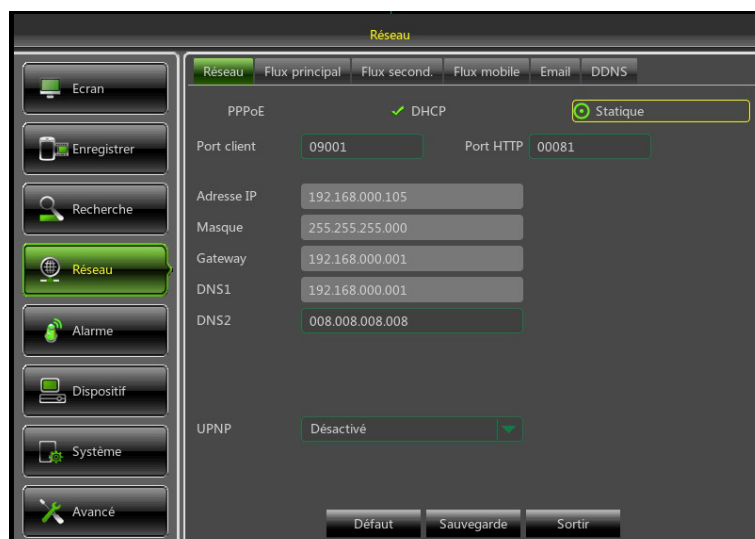 Réseau
Ecran
Enregistrer
Recherche
Réseau
Alarme
Dispositif
Système
Avancé
Réseau Flux principal Flux second. Flux mobile Email DDNS
PPPoE DHCP Statique
Port client 09001 Port HTTP 00081
Adresse IP 192.168.000.105
Masque 255.255.255.000
Gateway 192.168.000.001
DNS1 192.168.000.001
DNS2 008.008.008.008
UPNP Désactivé
Défaut Sauvegarde Sortir